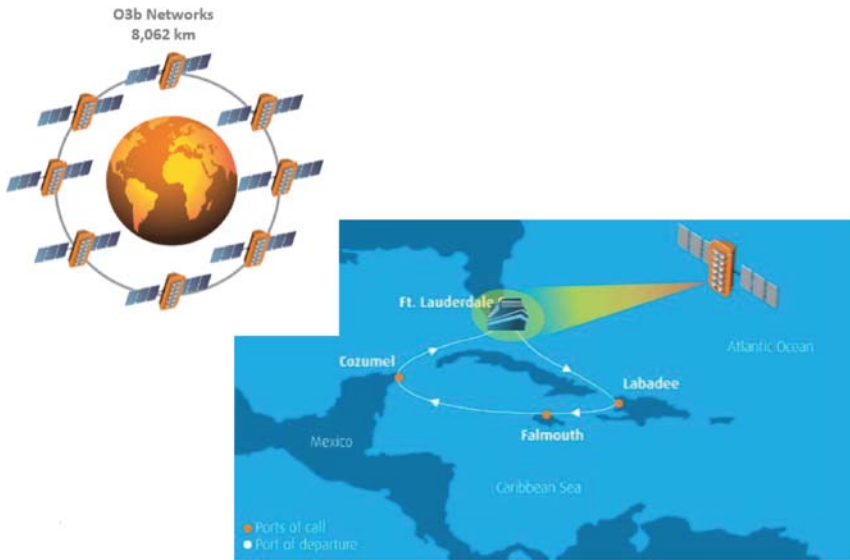 O3b Networks
8,062 km
Ft. Lauderdale
Atlantic Ocean
Cozumel
Labadee
Falmouth
Mexico
Caribbean Sea
Ports of call
Port of departure